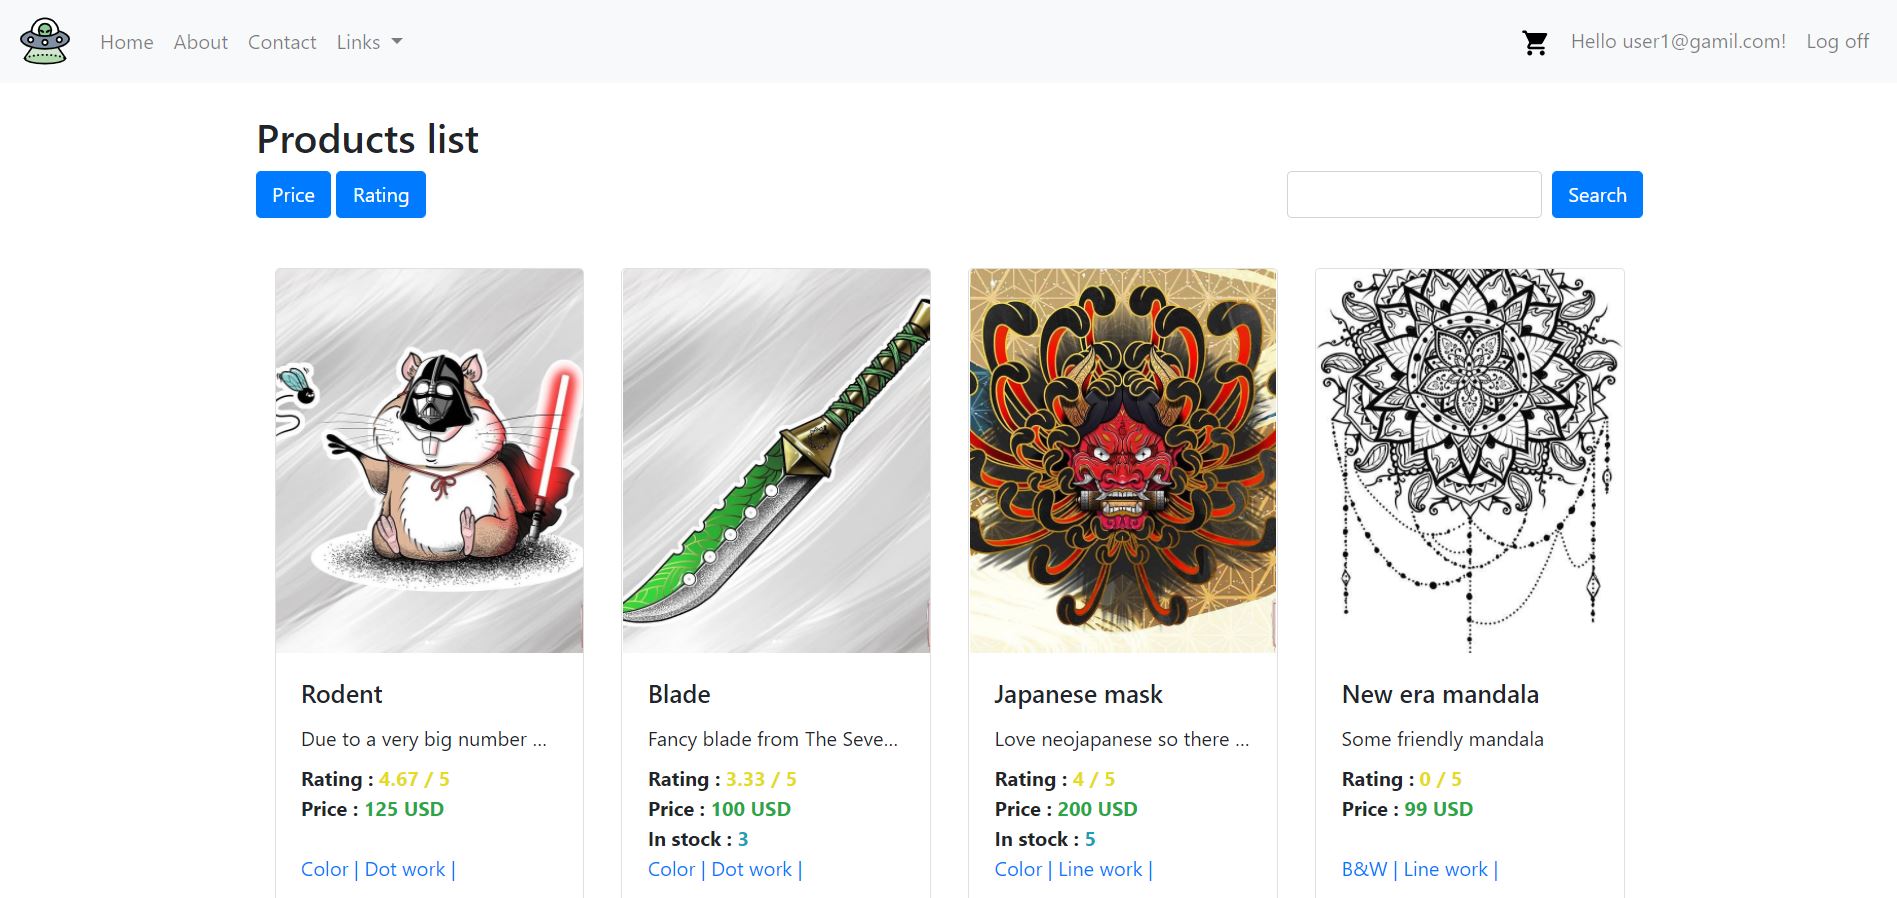 Home About Contact Links Hello user1@gamil.com! Log off
Products list
Price Rating Search
Rodent
Due to a very big number ...
Rating : 4.67 / 5
Price : 125 USD
Color | Dot work |
Blade
Fancy blade from The Seve...
Rating : 3.33 / 5
Price : 100 USD
In stock : 3
Color | Dot work |
Japanese mask
Love neojapanese so there ...
Rating : 4 / 5
Price : 200 USD
In stock : 5
Color | Line work |
New era mandala
Some friendly mandala
Rating : 0 / 5
Price : 99 USD
B&W | Line work |